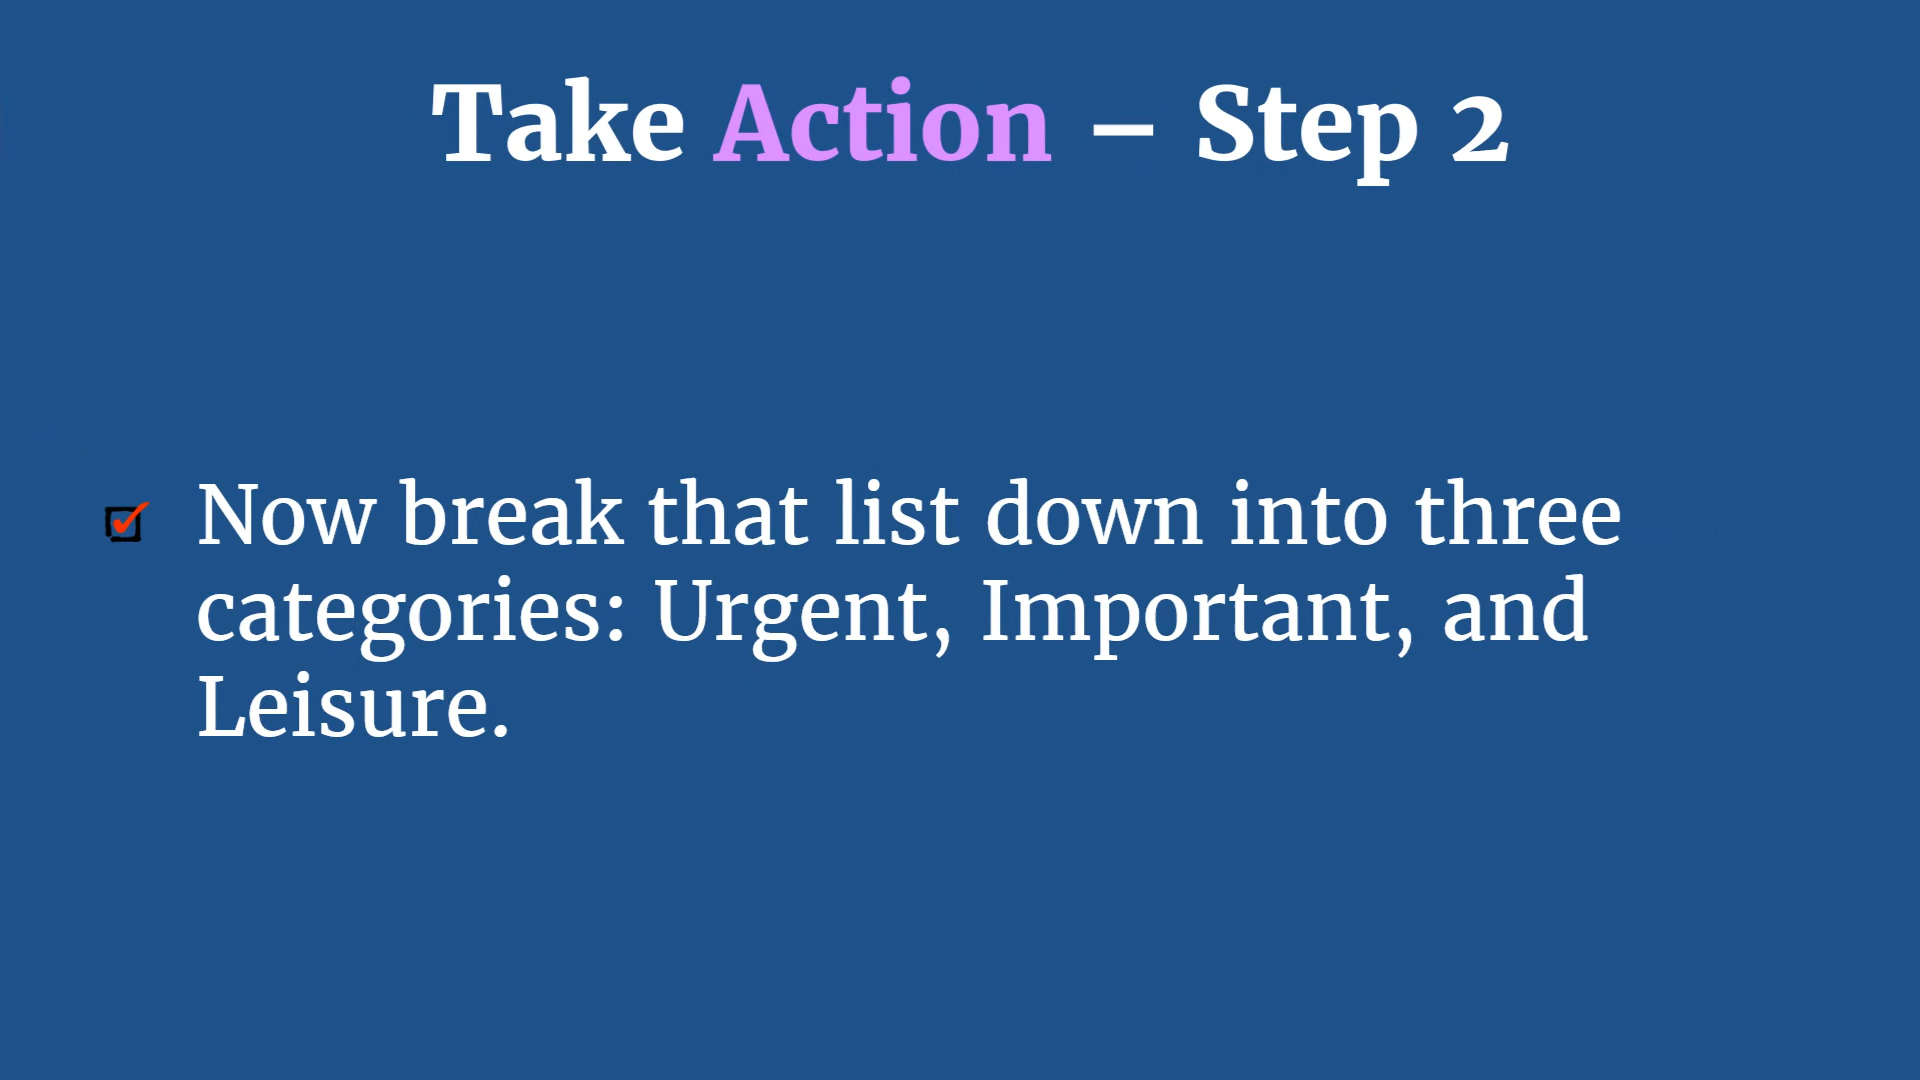 Take Action – Step 2
Now break that list down into three
categories: Urgent, Important, and
Leisure.